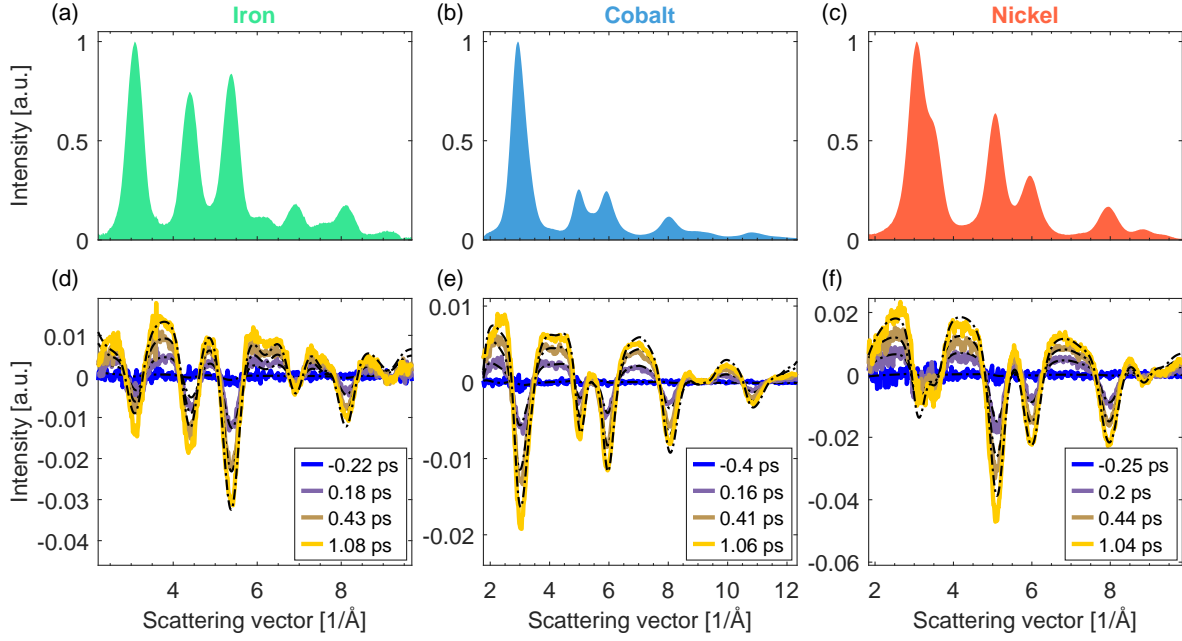 (a) Iron (b) Cobalt (c) Nickel
Intensity [a.u.]
1 1 1
0.5 0.5 0.5
0 0 0
(d) (e) (f)
Intensity [a.u.]
0.01
0
-0.01
-0.02
-0.03
-0.04
-0.22 ps
0.18 ps
0.43 ps
1.08 ps
4 6 8
Scattering vector [1/Å]
0.01
0
-0.01
-0.02
-0.4 ps
0.16 ps
0.41 ps
1.06 ps
2 4 6 8 10 12
Scattering vector [1/Å]
0.02
0
-0.02
-0.04
-0.06
-0.25 ps
0.2 ps
0.44 ps
1.04 ps
2 4 6 8
Scattering vector [1/Å]